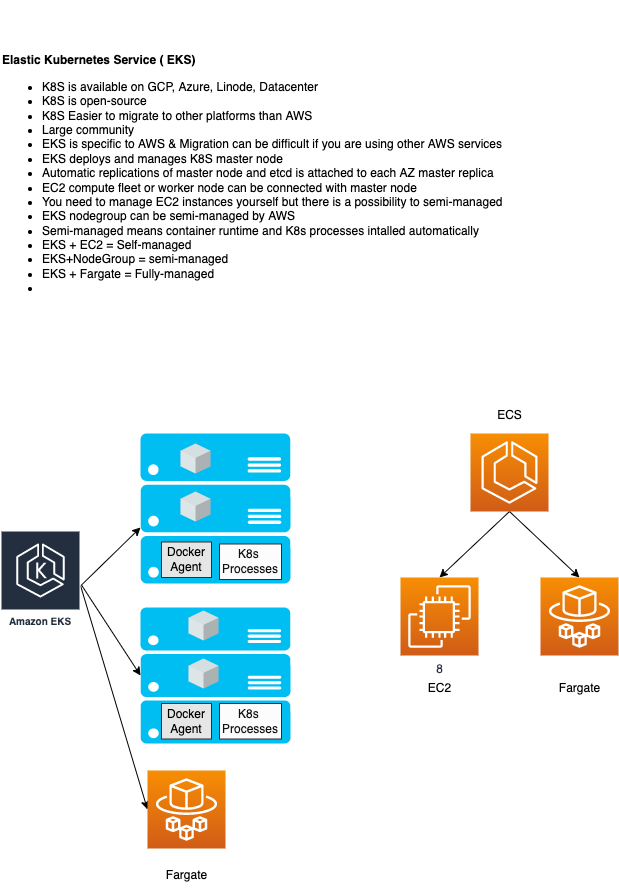 Elastic Kubernetes Service ( EKS)
K8S is available on GCP, Azure, Linode, Datacenter
K8S is open-source
K8S Easier to migrate to other platforms than AWS
Large community
EKS is specific to AWS & Migration can be difficult if you are using other AWS services
EKS deploys and manages K8S master node
Automatic replications of master node and etcd is attached to each AZ master replica
EC2 compute fleet or worker node can be connected with master node
You need to manage EC2 instances yourself but there is a possibility to semi-managed
EKS nodegroup can be semi-managed by AWS
Semi-managed means container runtime and K8s processes intalled automatically
EKS + EC2 = Self-managed
EKS+NodeGroup = semi-managed
EKS + Fargate = Fully-managed
ECS
Docker
Agent
K8s
Processes
K
Amazon EKS
8
EC2
Fargate
Docker
Agent
K8s
Processes
Fargate